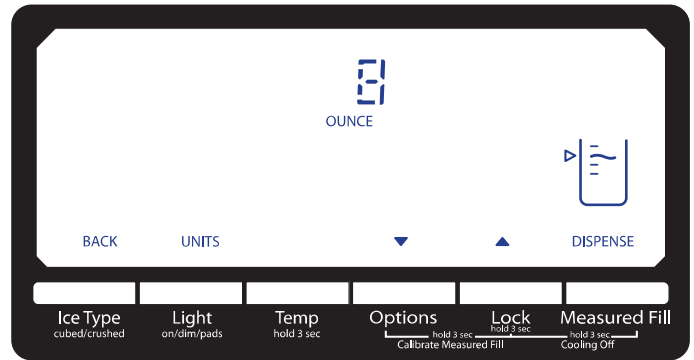 8
OUNCE
BACK UNITS DISPENSE
Ice Type Light Temp Options Lock Measured Fill
cubed/crushed on/dim/pads hold 3 sec hold 3 sec hold 3 sec hold 3 sec
Calibrate Measured Fill Cooling Off